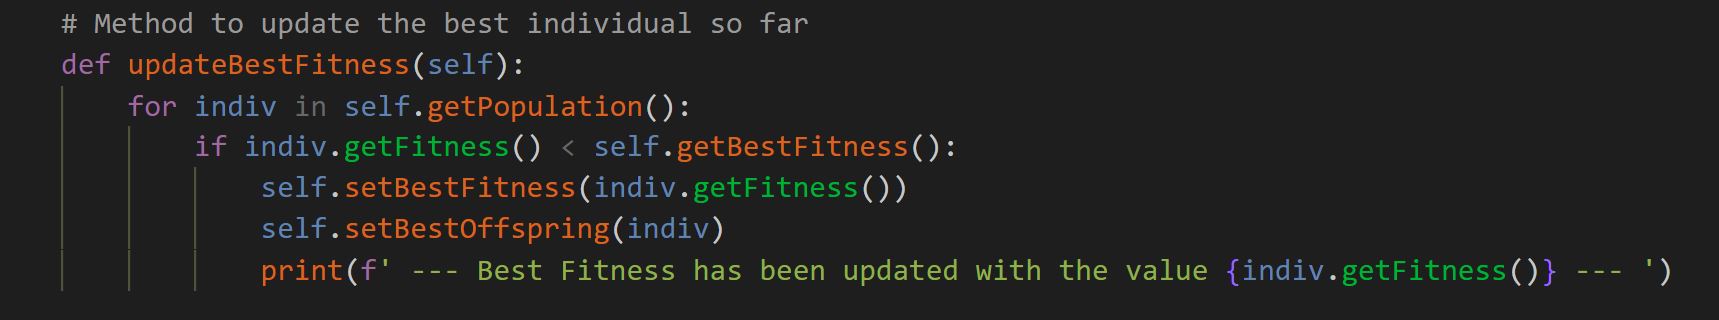 # Method to update the best individual so far
def updateBestFitness(self):
    for indiv in self.getPopulation():
        if indiv.getFitness() < self.getBestFitness():
            self.setBestFitness(indiv.getFitness())
            self.setBestOffspring(indiv)
            print(f' --- Best Fitness has been updated with the value {indiv.getFitness()} --- ')